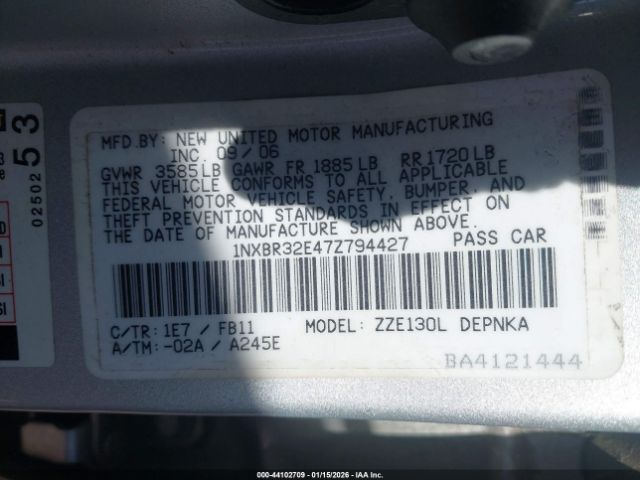 MFD.BY: NEW UNITED MOTOR MANUFACTURING
INC. 09/06
GVWR 3585LB GAWR FR 1885LB RR1720LB
THIS VEHICLE CONFORMS TO ALL APPLICABLE
FEDERAL MOTOR VEHICLE SAFETY, BUMPER, AND
THEFT PREVENTION STANDARDS IN EFFECT ON
THE DATE OF MANUFACTURE SHOWN ABOVE.
1NXBR32E47Z794427 PASS CAR
C/TR: 1E7 / FB11 MODEL: ZZE130L DEPNKA
A/TM: -02A / A245E
BA4121444
02502
53
000-44102709 - 01/15/2026 - IAA Inc.